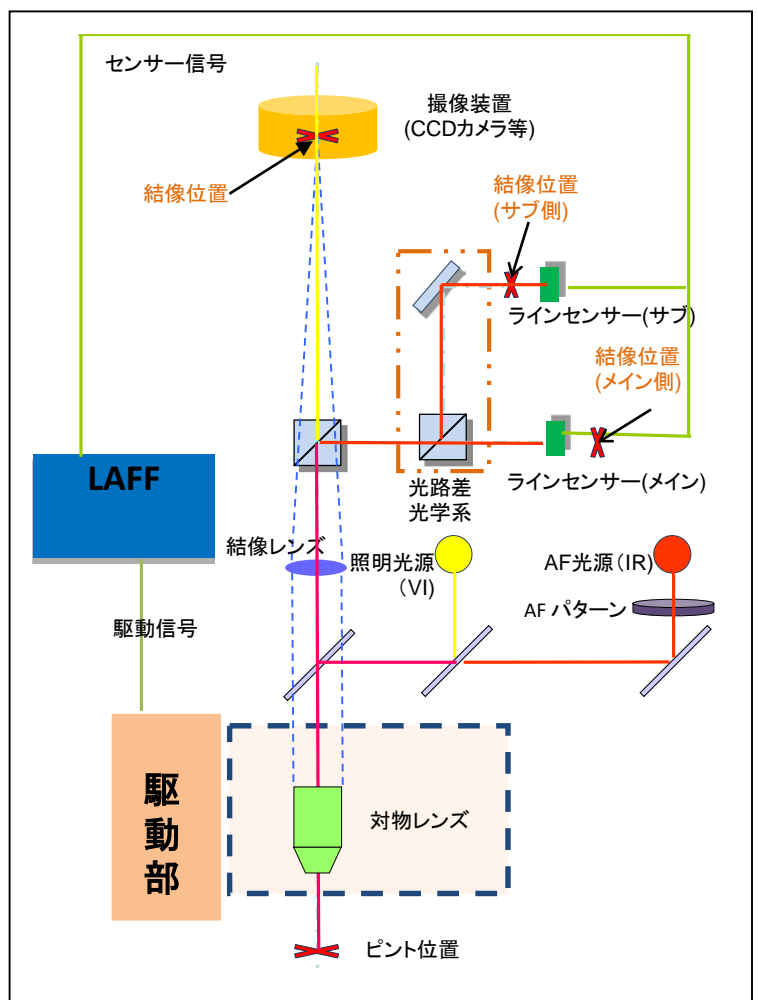 センサー信号
撮像装置
(CCDカメラ等)
結像位置
結像位置
(サブ側)
ラインセンサー(サブ)
結像位置
(メイン側)
ラインセンサー(メイン)
光路差
光学系
LAFF
結像レンズ
照明光源
(VI)
AF光源(IR)
AF パターン
駆動信号
駆動部
対物レンズ
ピント位置